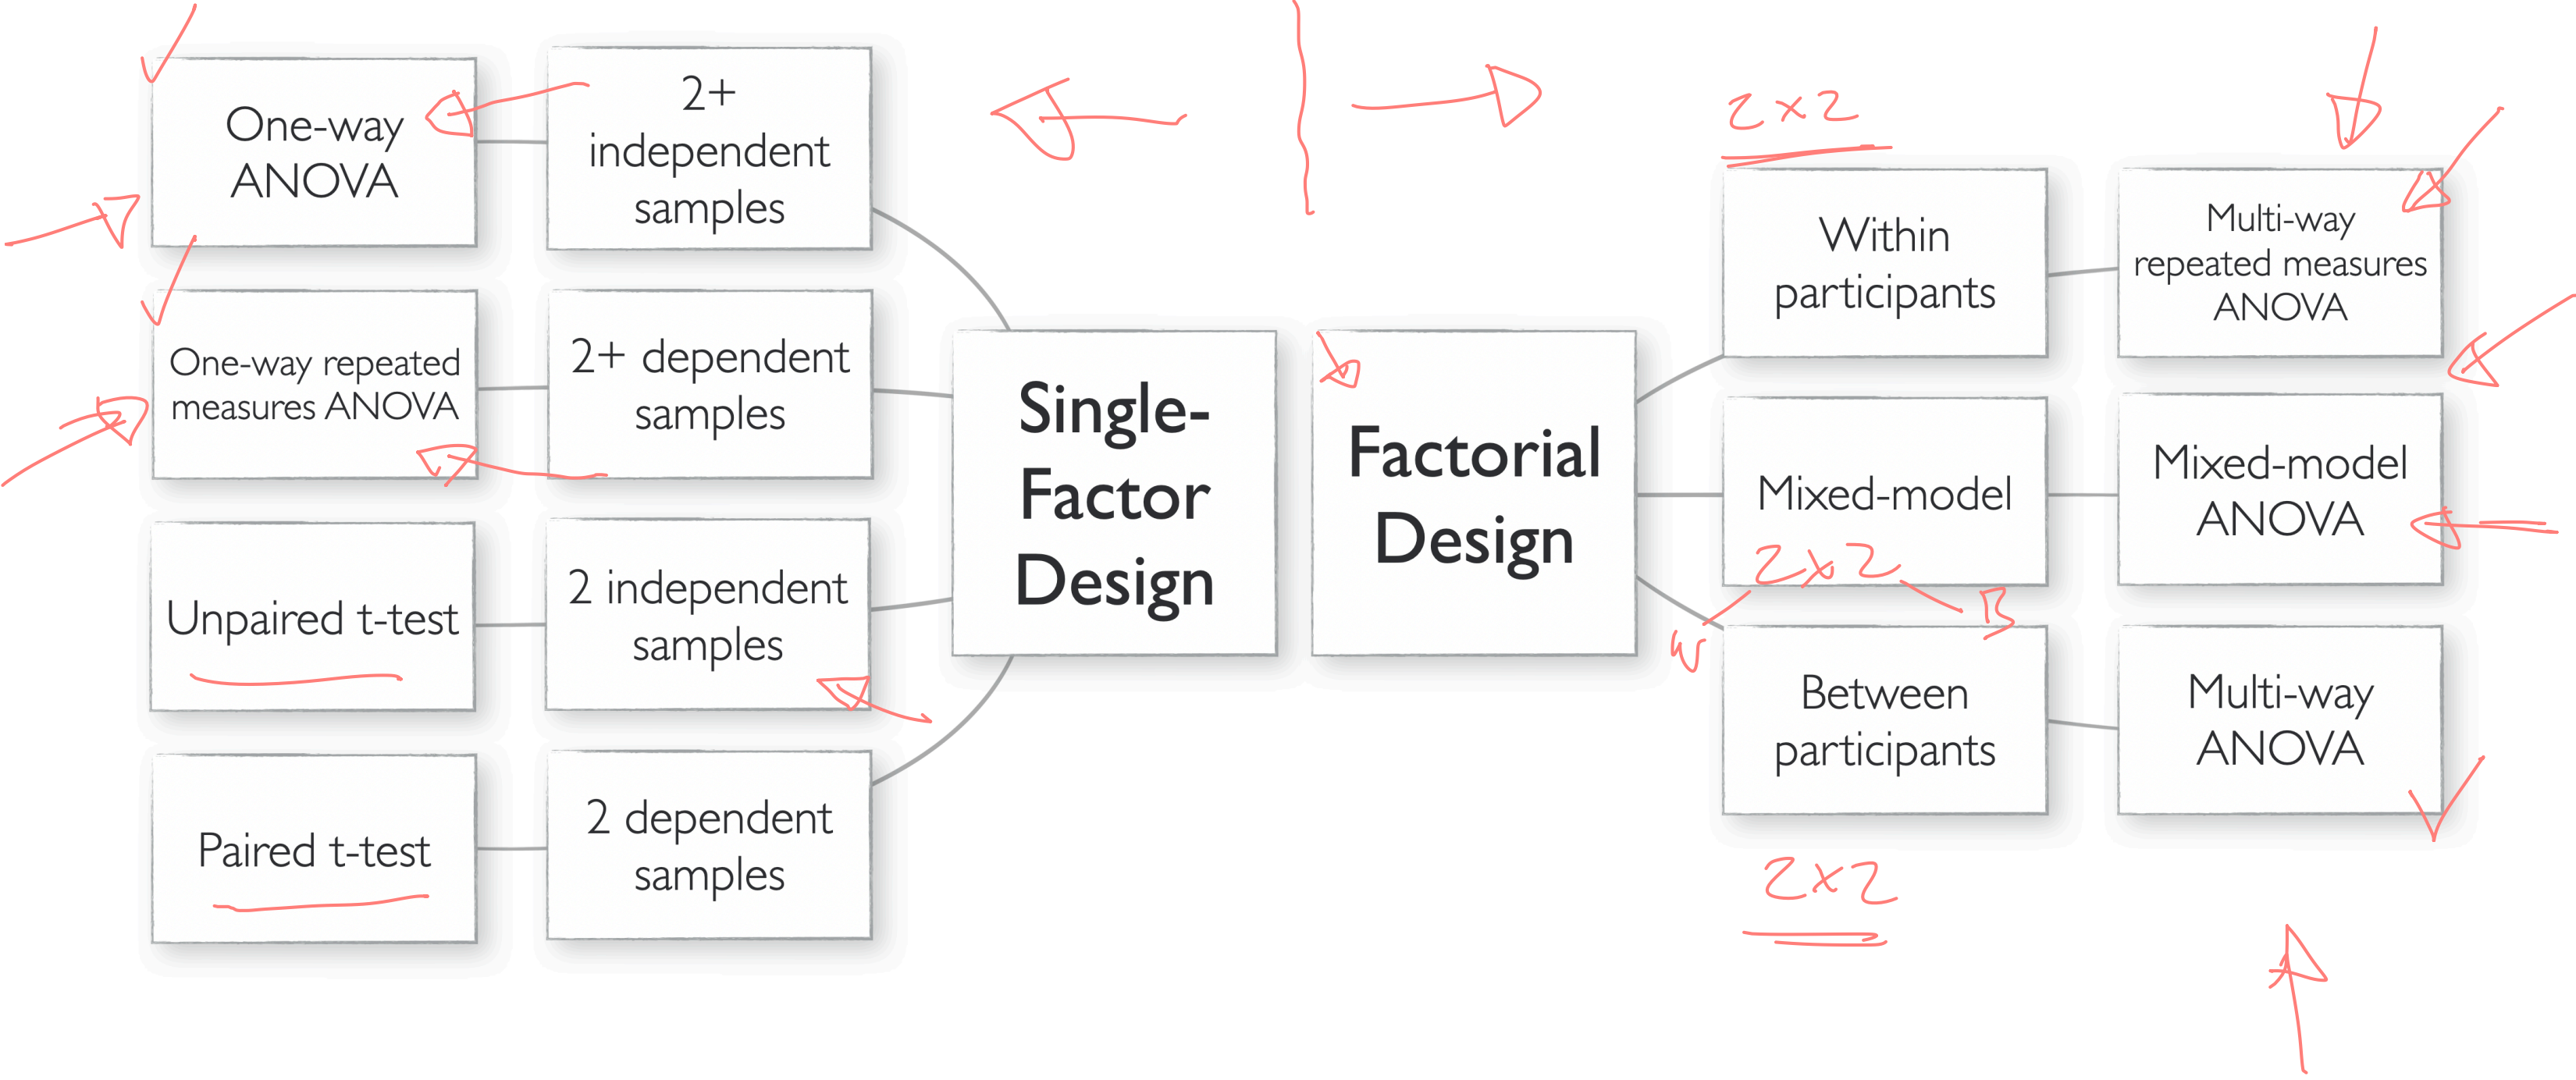 One-way
ANOVA
2+
independent
samples
One-way repeated
measures ANOVA
2+ dependent
samples
Unpaired t-test
2 independent
samples
Paired t-test
2 dependent
samples
Single-
Factor
Design
Factorial
Design
2x2
Within
participants
Multi-way
repeated measures
ANOVA
Mixed-model
2x2
W
B
Mixed-model
ANOVA
Between
participants
2x2
Multi-way
ANOVA